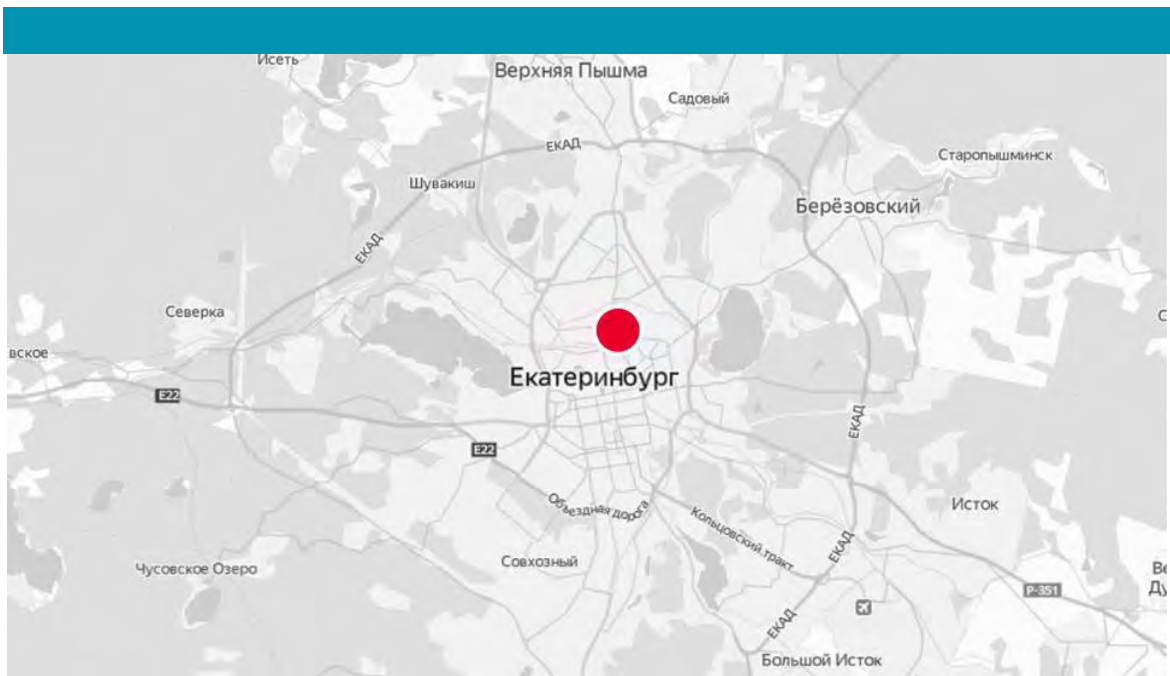 Исеть
Верхняя Пышма
Садовый
ЕКАД
Старопышминск
Шувакиш
Берёзовский
ЕКАД
Северка
вское
Екатеринбург
E22
ЕКАД
E22
Исток
Объездная дорога
Кольцовский тракт
ЕКАД
Совхозный
Чусовское Озеро
Р-351
ЕКАД
Большой Исток